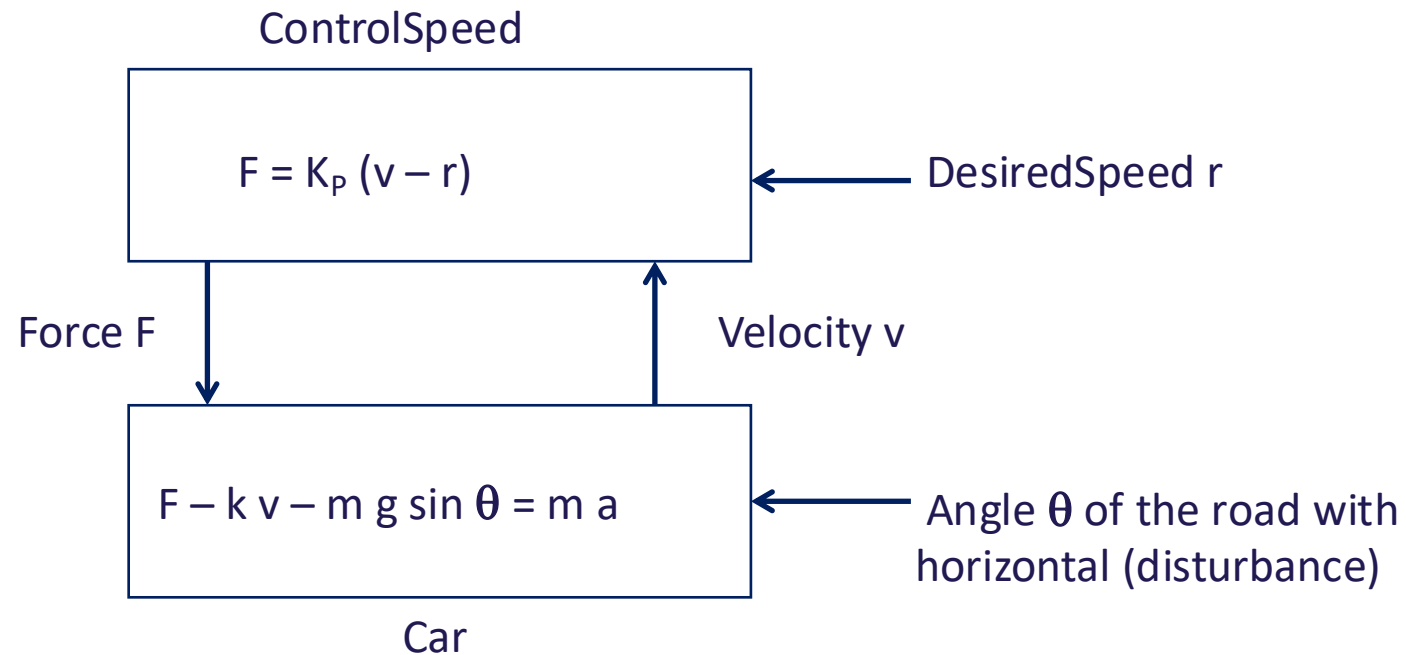 ControlSpeed
F = K_P (v – r)
DesiredSpeed r
Force F
Velocity v
F – k v – m g sin θ = m a
Angle θ of the road with
horizontal (disturbance)
Car